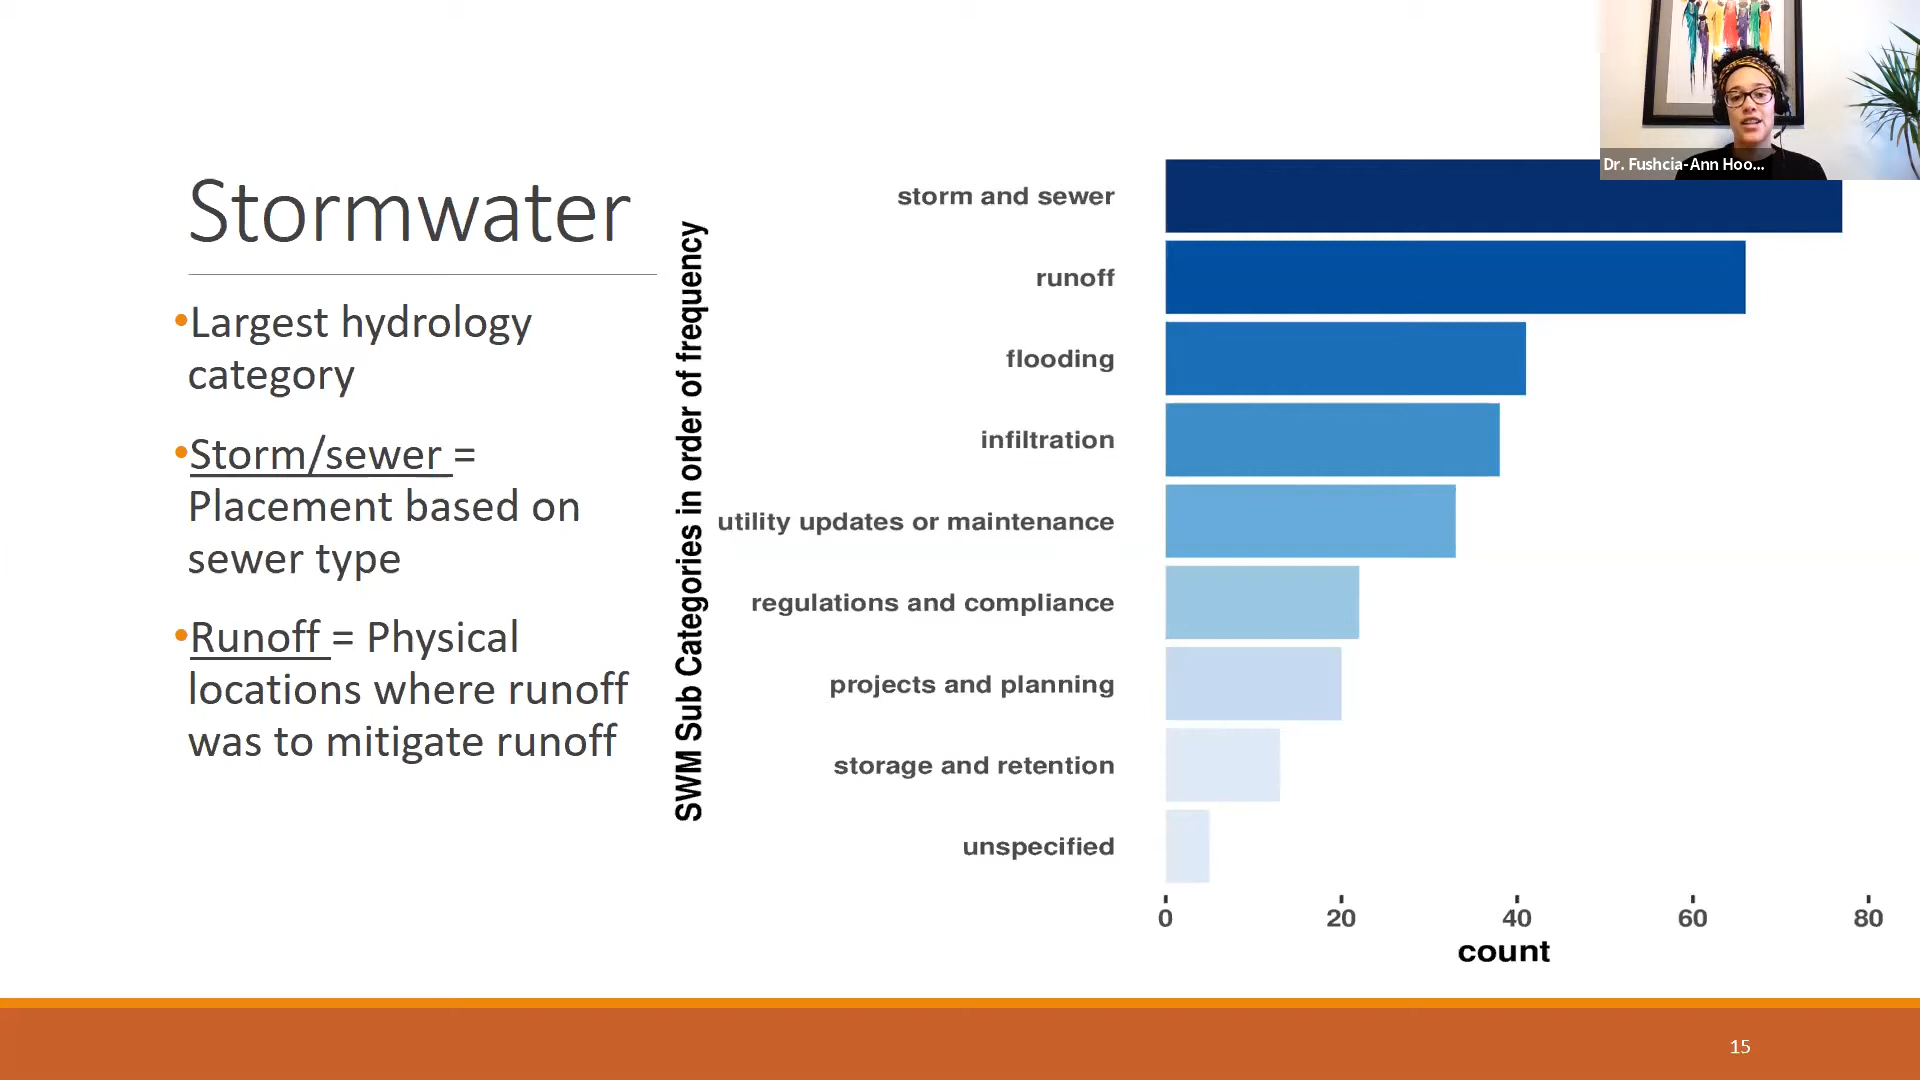 Dr. Fushcia-Ann Hoo...
Stormwater
•Largest hydrology
category
•Storm/sewer =
Placement based on
sewer type
•Runoff = Physical
locations where runoff
was to mitigate runoff
SWM Sub Categories in order of frequency
storm and sewer
runoff
flooding
infiltration
utility updates or maintenance
regulations and compliance
projects and planning
storage and retention
unspecified
0 20 40 60 80
count
15